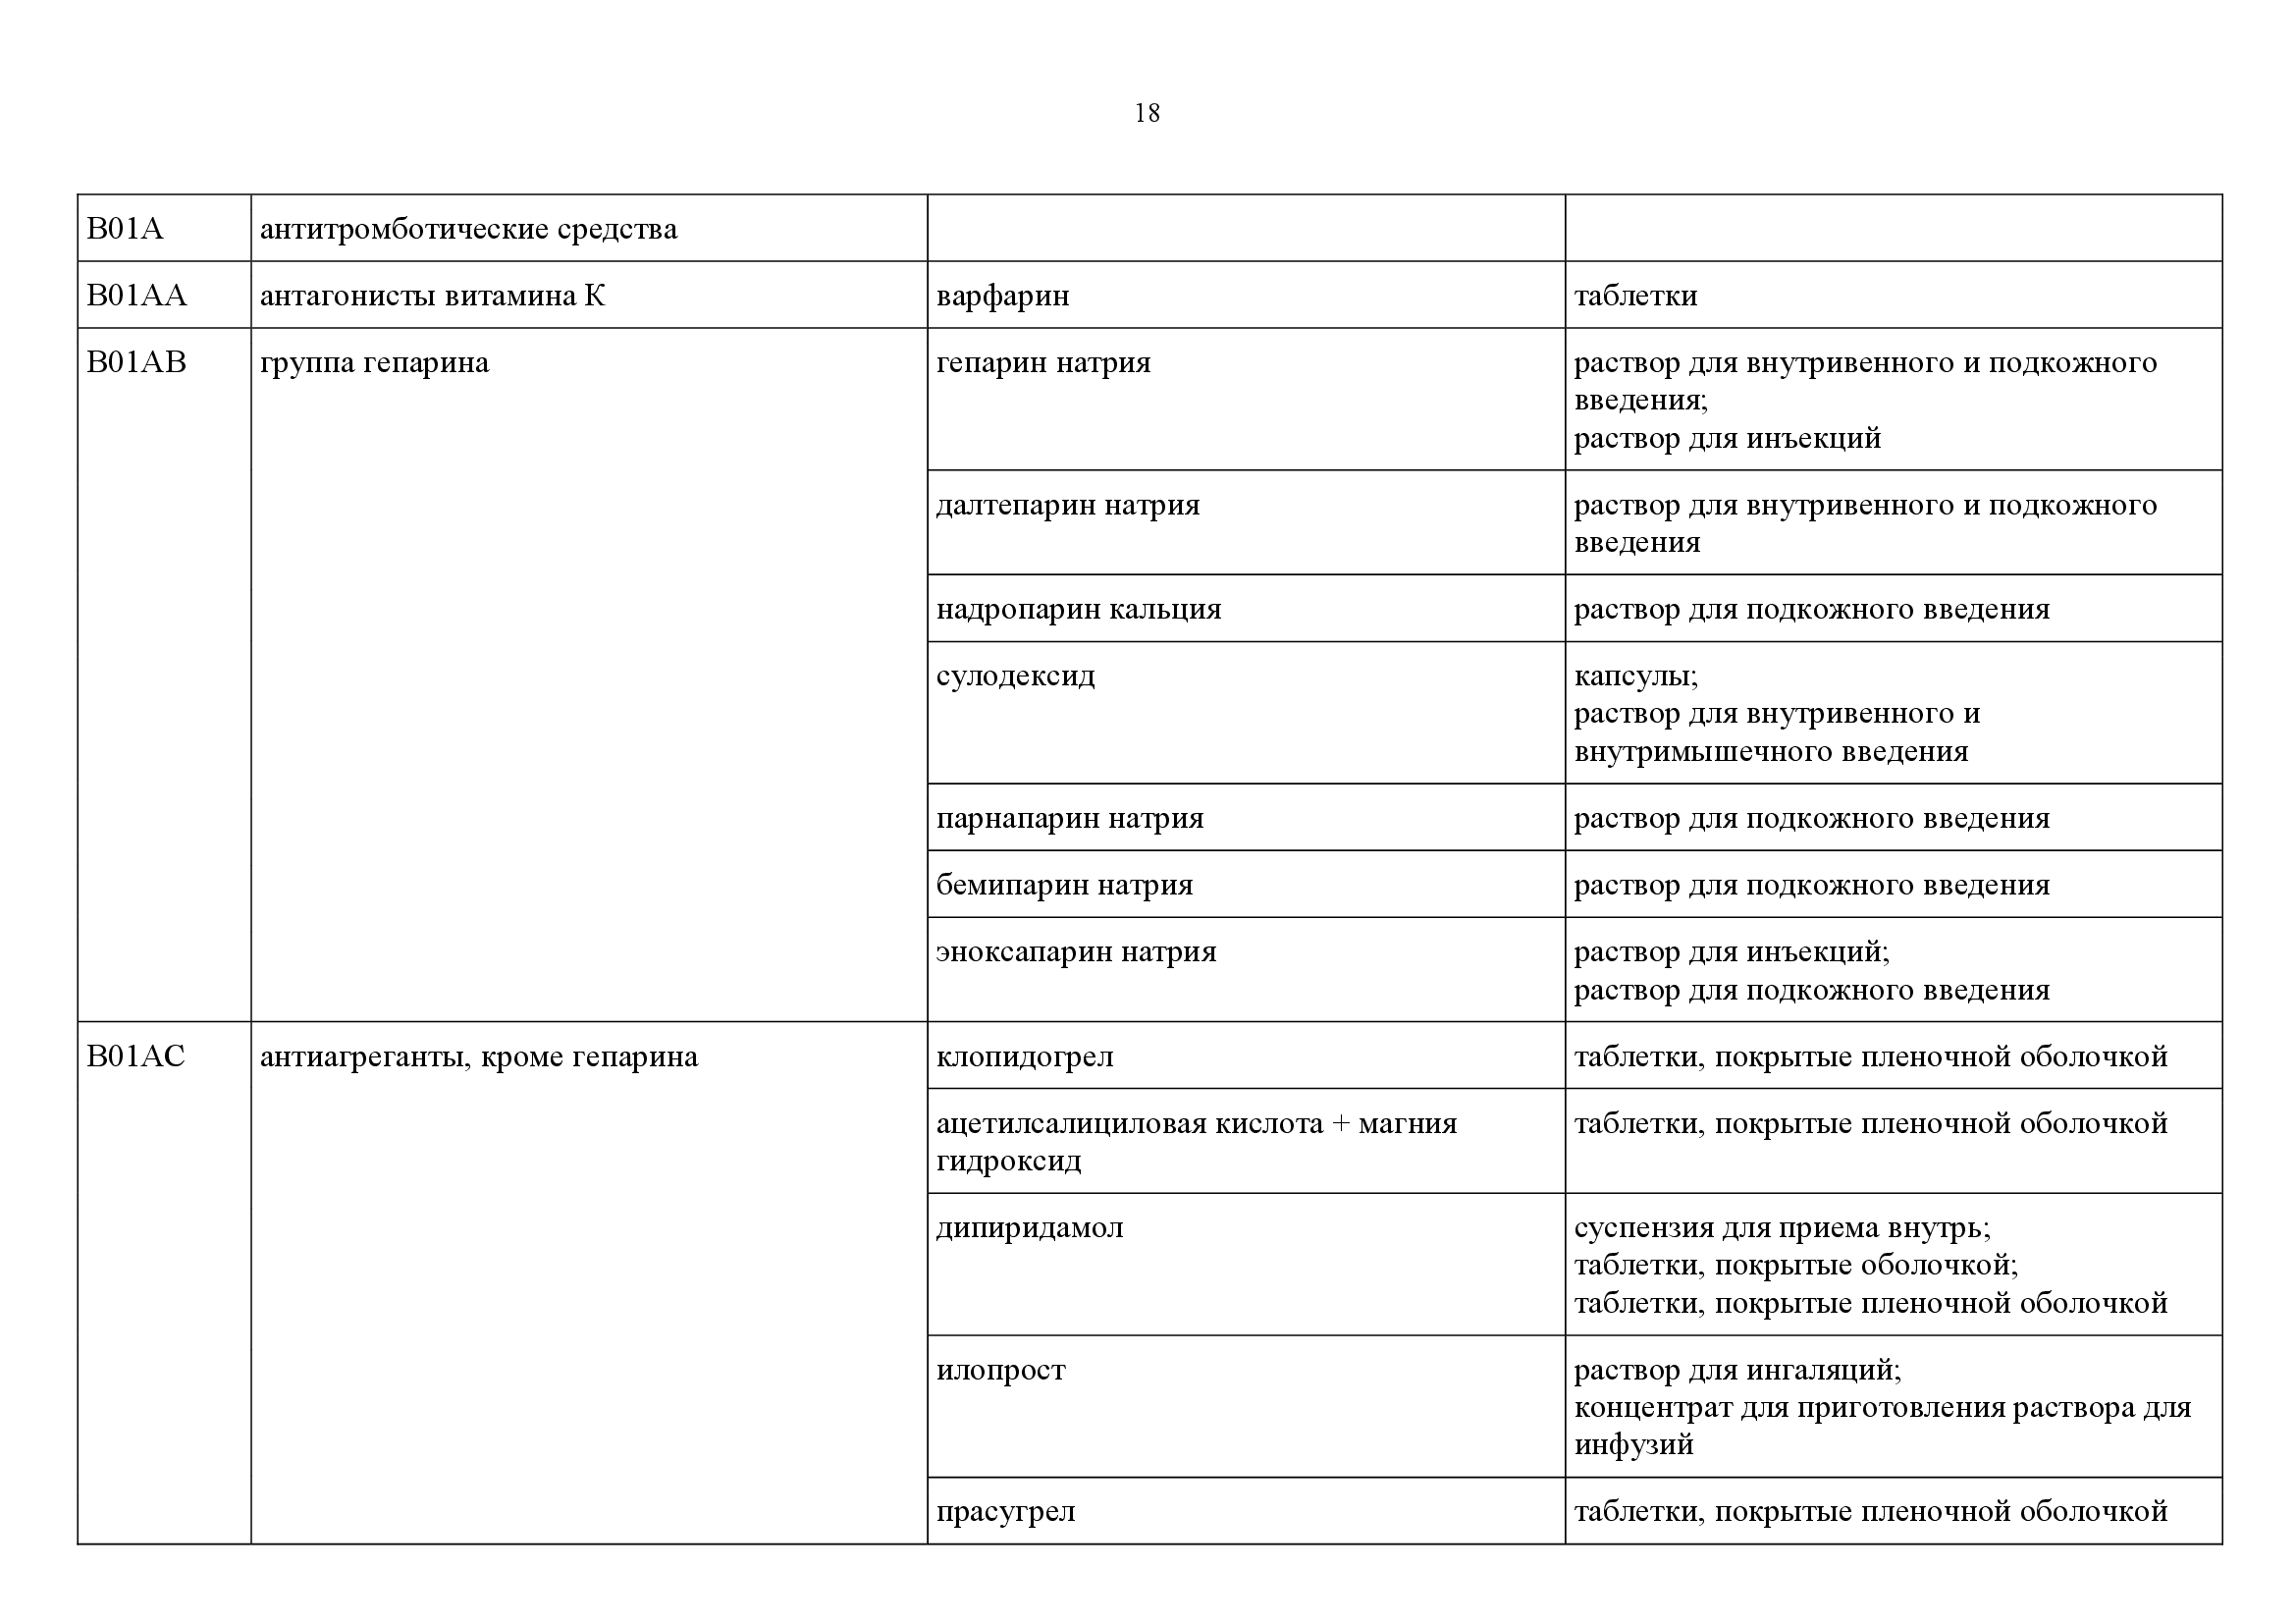 18
B01A антитромботические средства
B01AA антагонисты витамина К варфарин таблетки
B01AB группа гепарина гепарин натрия раствор для внутривенного и подкожного
введения;
раствор для инъекций
далтепарин натрия раствор для внутривенного и подкожного
введения
надропарин кальция раствор для подкожного введения
сулодексид капсулы;
раствор для внутривенного и
внутримышечного введения
парнапарин натрия раствор для подкожного введения
бемипарин натрия раствор для подкожного введения
эноксапарин натрия раствор для инъекций;
раствор для подкожного введения
B01AC антиагреганты, кроме гепарина клопидогрел таблетки, покрытые пленочной оболочкой
ацетилсалициловая кислота + магния таблетки, покрытые пленочной оболочкой
гидроксид
дипиридамол суспензия для приема внутрь;
таблетки, покрытые оболочкой;
таблетки, покрытые пленочной оболочкой
илопрост раствор для ингаляций;
концентрат для приготовления раствора для
инфузий
прасугрел таблетки, покрытые пленочной оболочкой